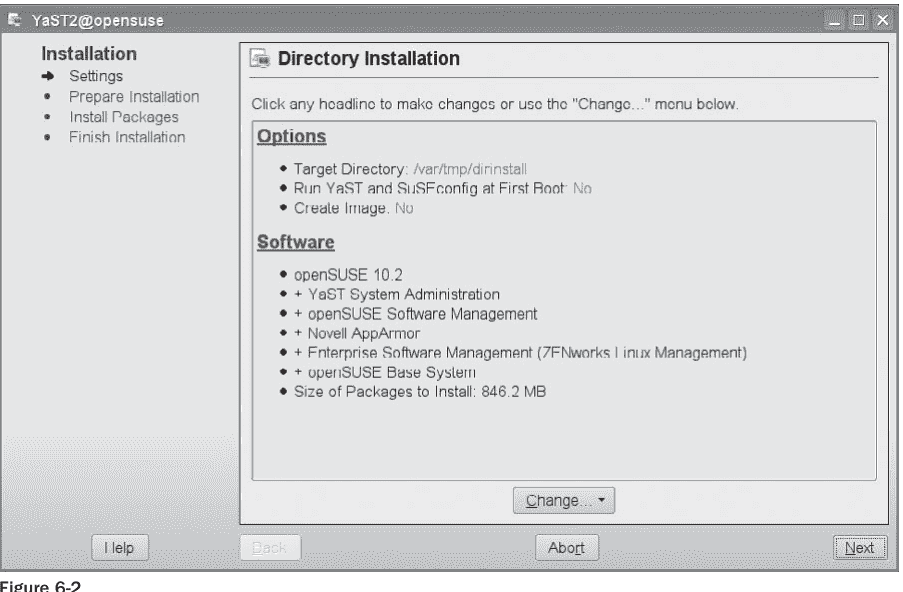 YaST2@opensuse
Installation
Settings
Prepare Installation
Install Packages
Finish Installation
Directory Installation
Click any headline to make changes or use the "Change..." menu below.
Options
• Target Directory: /var/tmp/dirinstall
• Run YaST and SuSEconfig at First Boot: No
• Create Image: No
Software
• openSUSE 10.2
• + YaST System Administration
• + openSUSE Software Management
• + Novell AppArmor
• + Enterprise Software Management (ZENworks Linux Management)
• + openSUSE Base System
• Size of Packages to Install: 846.2 MB
Change...
Help
Back
Abort
Next
Figure 6-2